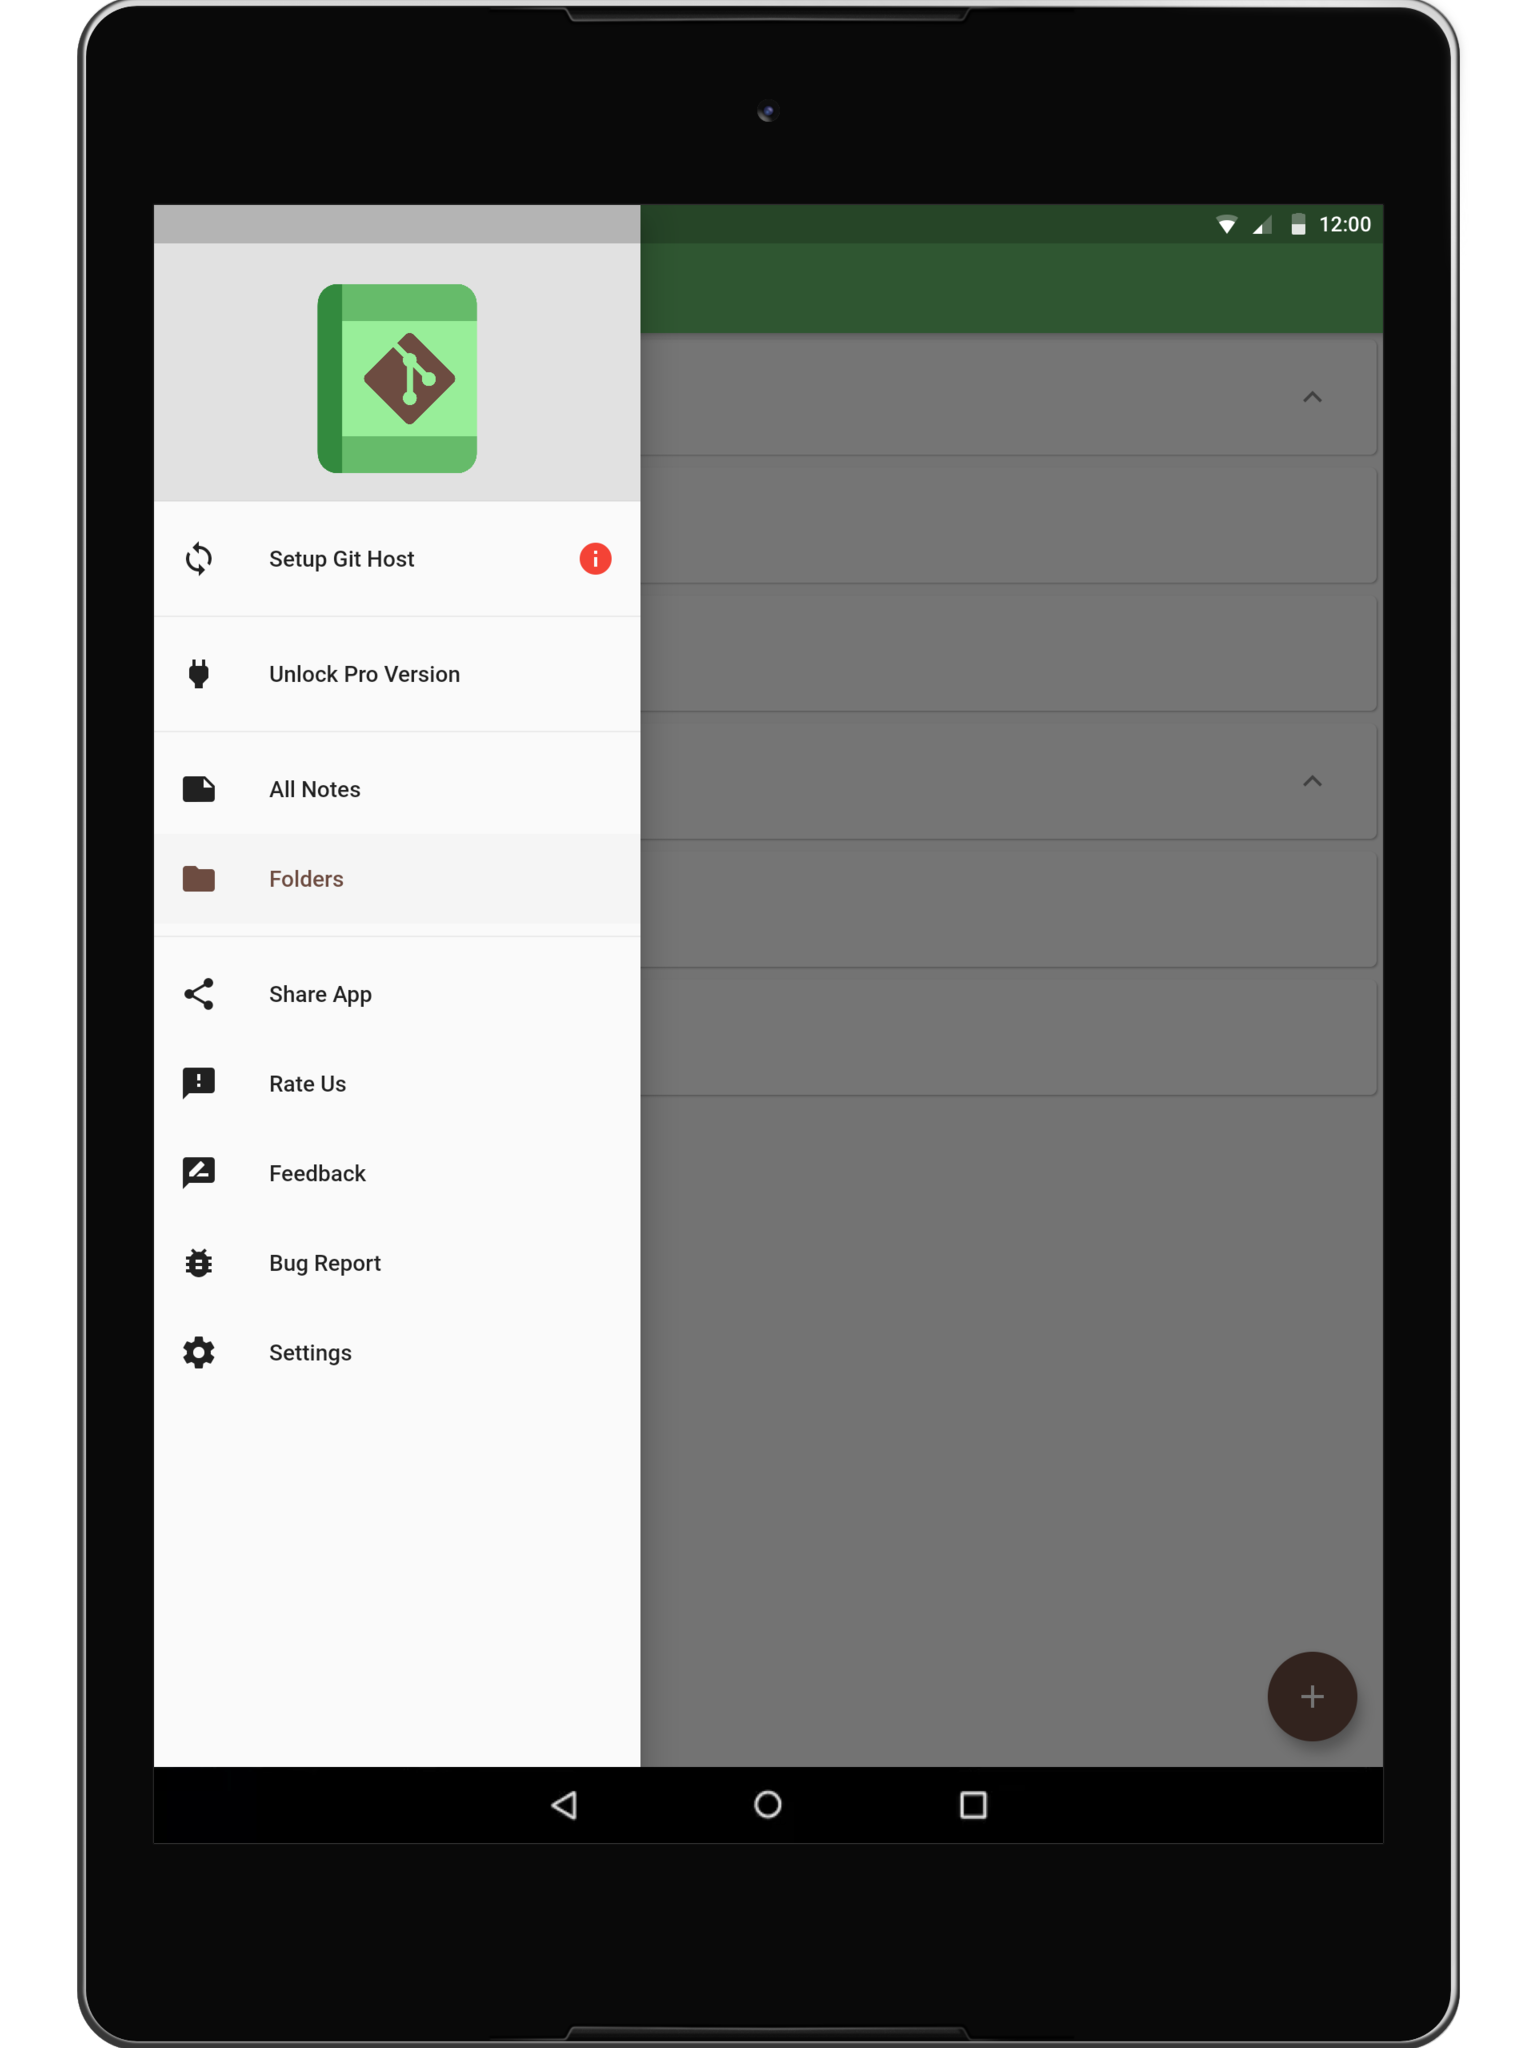 12:00
Setup Git Host
Unlock Pro Version
All Notes
Folders
Share App
Rate Us
Feedback
Bug Report
Settings